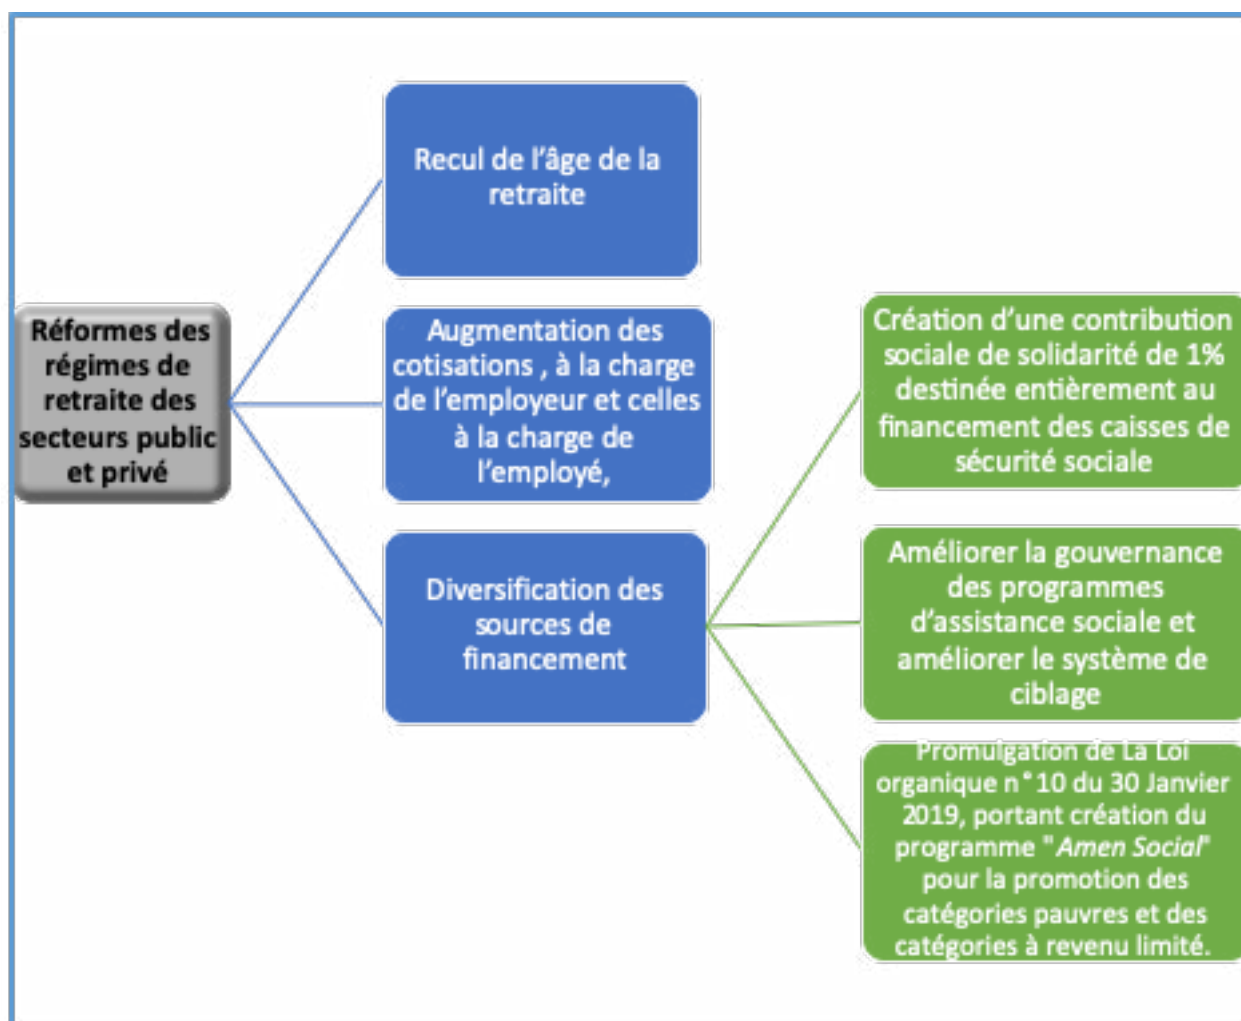 Réformes des
régimes de
retraite des
secteurs public
et privé
Recul de l'âge de la
retraite
Augmentation des
cotisations , à la charge
de l'employeur et celles
à la charge de
l'employé,
Diversification des
sources de
financement
Création d'une contribution
sociale de solidarité de 1%
destinée entièrement au
financement des caisses de
sécurité sociale
Améliorer la gouvernance
des programmes
d'assistance sociale et
améliorer le système de
ciblage
Promulgation de La Loi
organique n°10 du 30 Janvier
2019, portant création du
programme "Amen Social"
pour la promotion des
catégories pauvres et des
catégories à revenu limité.